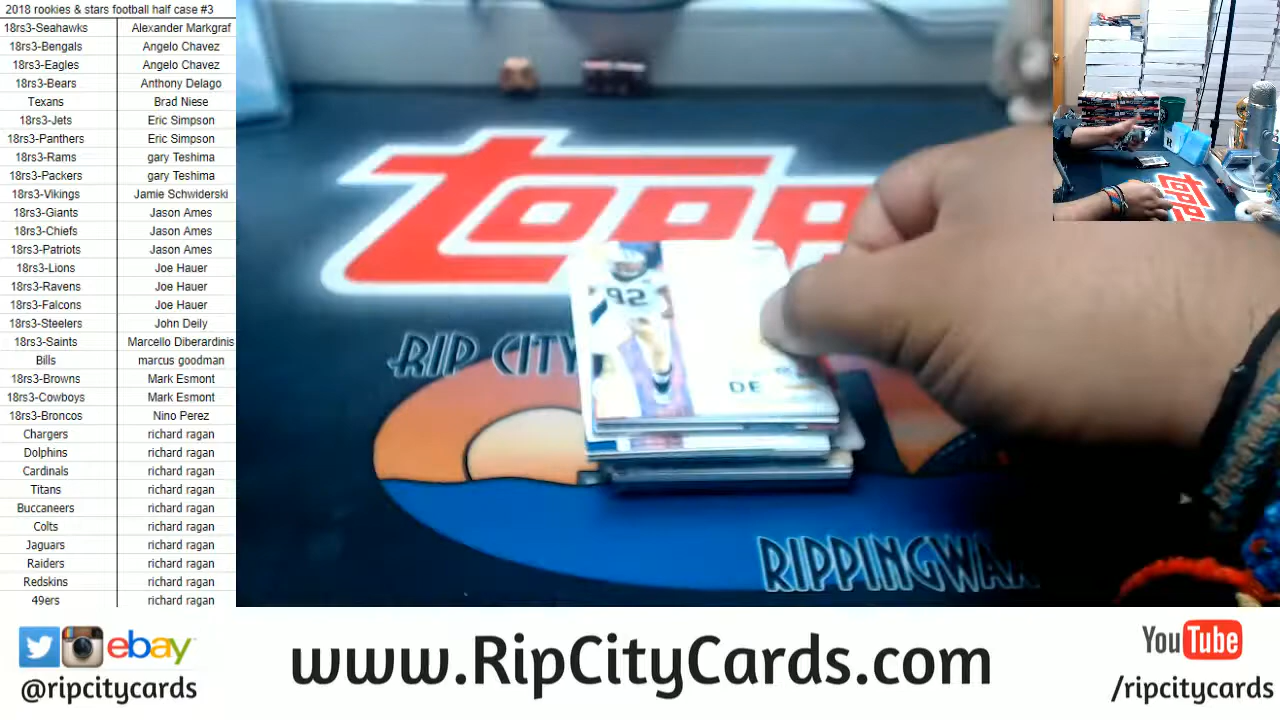 2018 rookies & stars football half case #3
18rs3-Seahawks Alexander Markgraf
18rs3-Bengals Angelo Chavez
18rs3-Eagles Angelo Chavez
18rs3-Bears Anthony Delago
Texans Brad Niese
18rs3-Jets Eric Simpson
18rs3-Panthers Eric Simpson
18rs3-Rams gary Teshima
18rs3-Packers gary Teshima
18rs3-Vikings Jamie Schwiderski
18rs3-Giants Jason Ames
18rs3-Chiefs Jason Ames
18rs3-Patriots Jason Ames
18rs3-Lions Joe Hauer
18rs3-Ravens Joe Hauer
18rs3-Falcons Joe Hauer
18rs3-Steelers John Deily
18rs3-Saints Marcello Diberardinis
Bills marcus goodman
18rs3-Browns Mark Esmont
18rs3-Cowboys Mark Esmont
18rs3-Broncos Nino Perez
Chargers richard ragan
Dolphins richard ragan
Cardinals richard ragan
Titans richard ragan
Buccaneers richard ragan
Colts richard ragan
Jaguars richard ragan
Raiders richard ragan
Redskins richard ragan
49ers richard ragan
topp
RIP CITY
92
DE
RIPPINGWAX
ebay
@ripcitycards
www.RipCityCards.com
YouTube
/ripcitycards